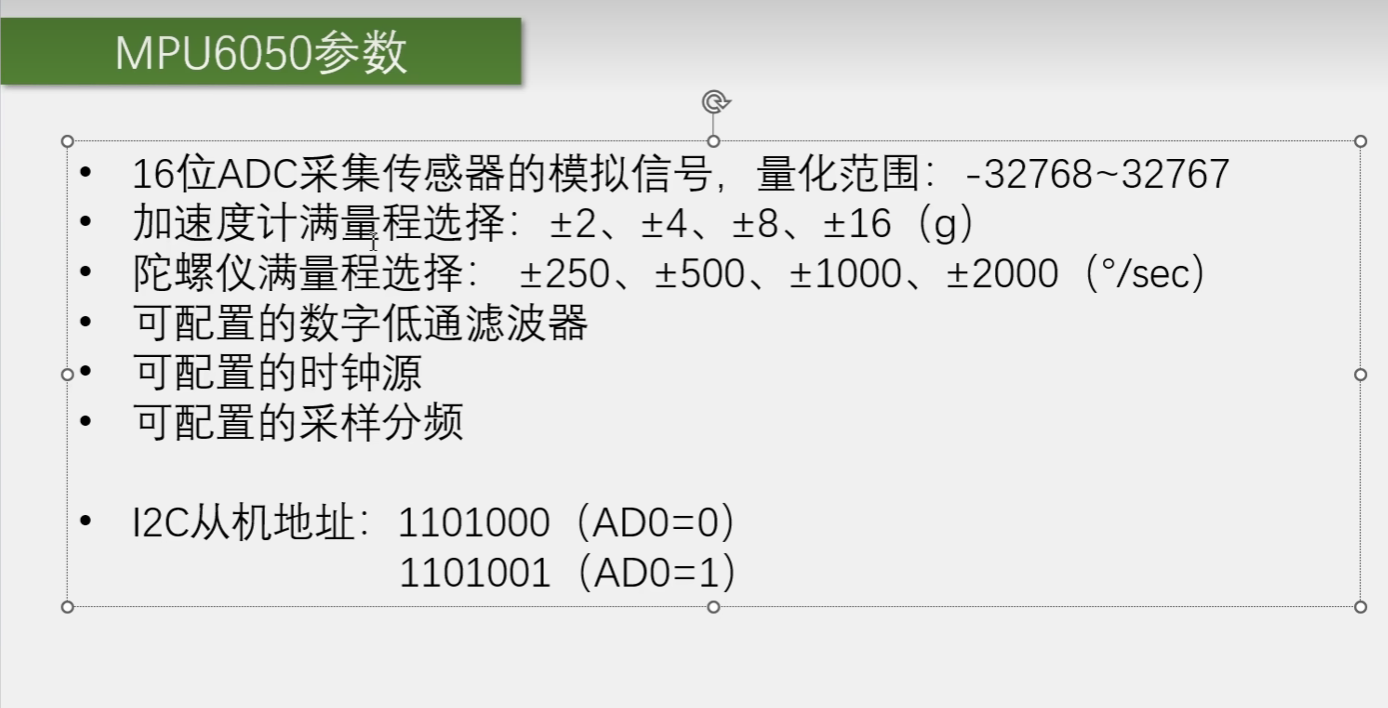 MPU6050参数
• 16位ADC采集传感器的模拟信号，量化范围：-32768~32767
• 加速度计满量程选择：±2、±4、±8、±16（g）
• 陀螺仪满量程选择： ±250、±500、±1000、±2000（°/sec）
• 可配置的数字低通滤波器
• 可配置的时钟源
• 可配置的采样分频
• I2C从机地址：1101000（AD0=0）
1101001（AD0=1）